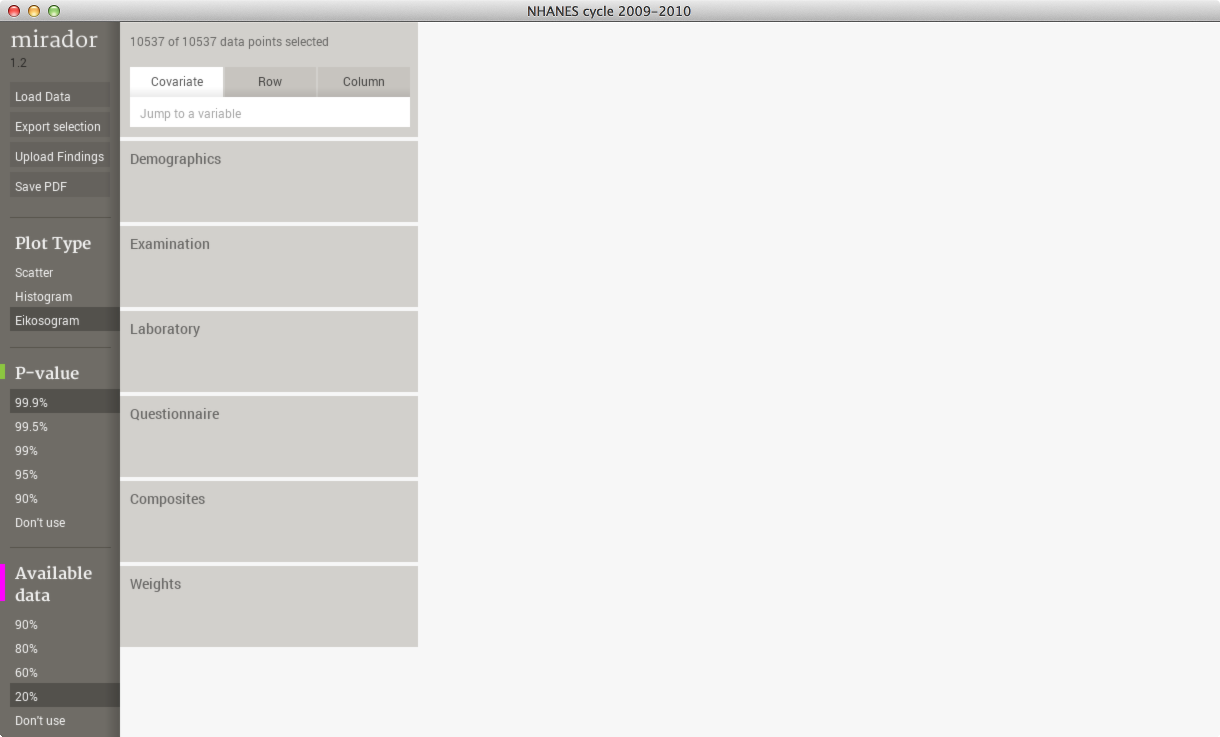 NHANES cycle 2009-2010
mirador
1.2
Load Data
Export selection
Upload Findings
Save PDF
Plot Type
Scatter
Histogram
Eikosogram
P-value
99.9%
99.5%
99%
95%
90%
Don't use
Available
data
90%
80%
60%
20%
Don't use
10537 of 10537 data points selected
Covariate Row Column
Jump to a variable
Demographics
Examination
Laboratory
Questionnaire
Composites
Weights